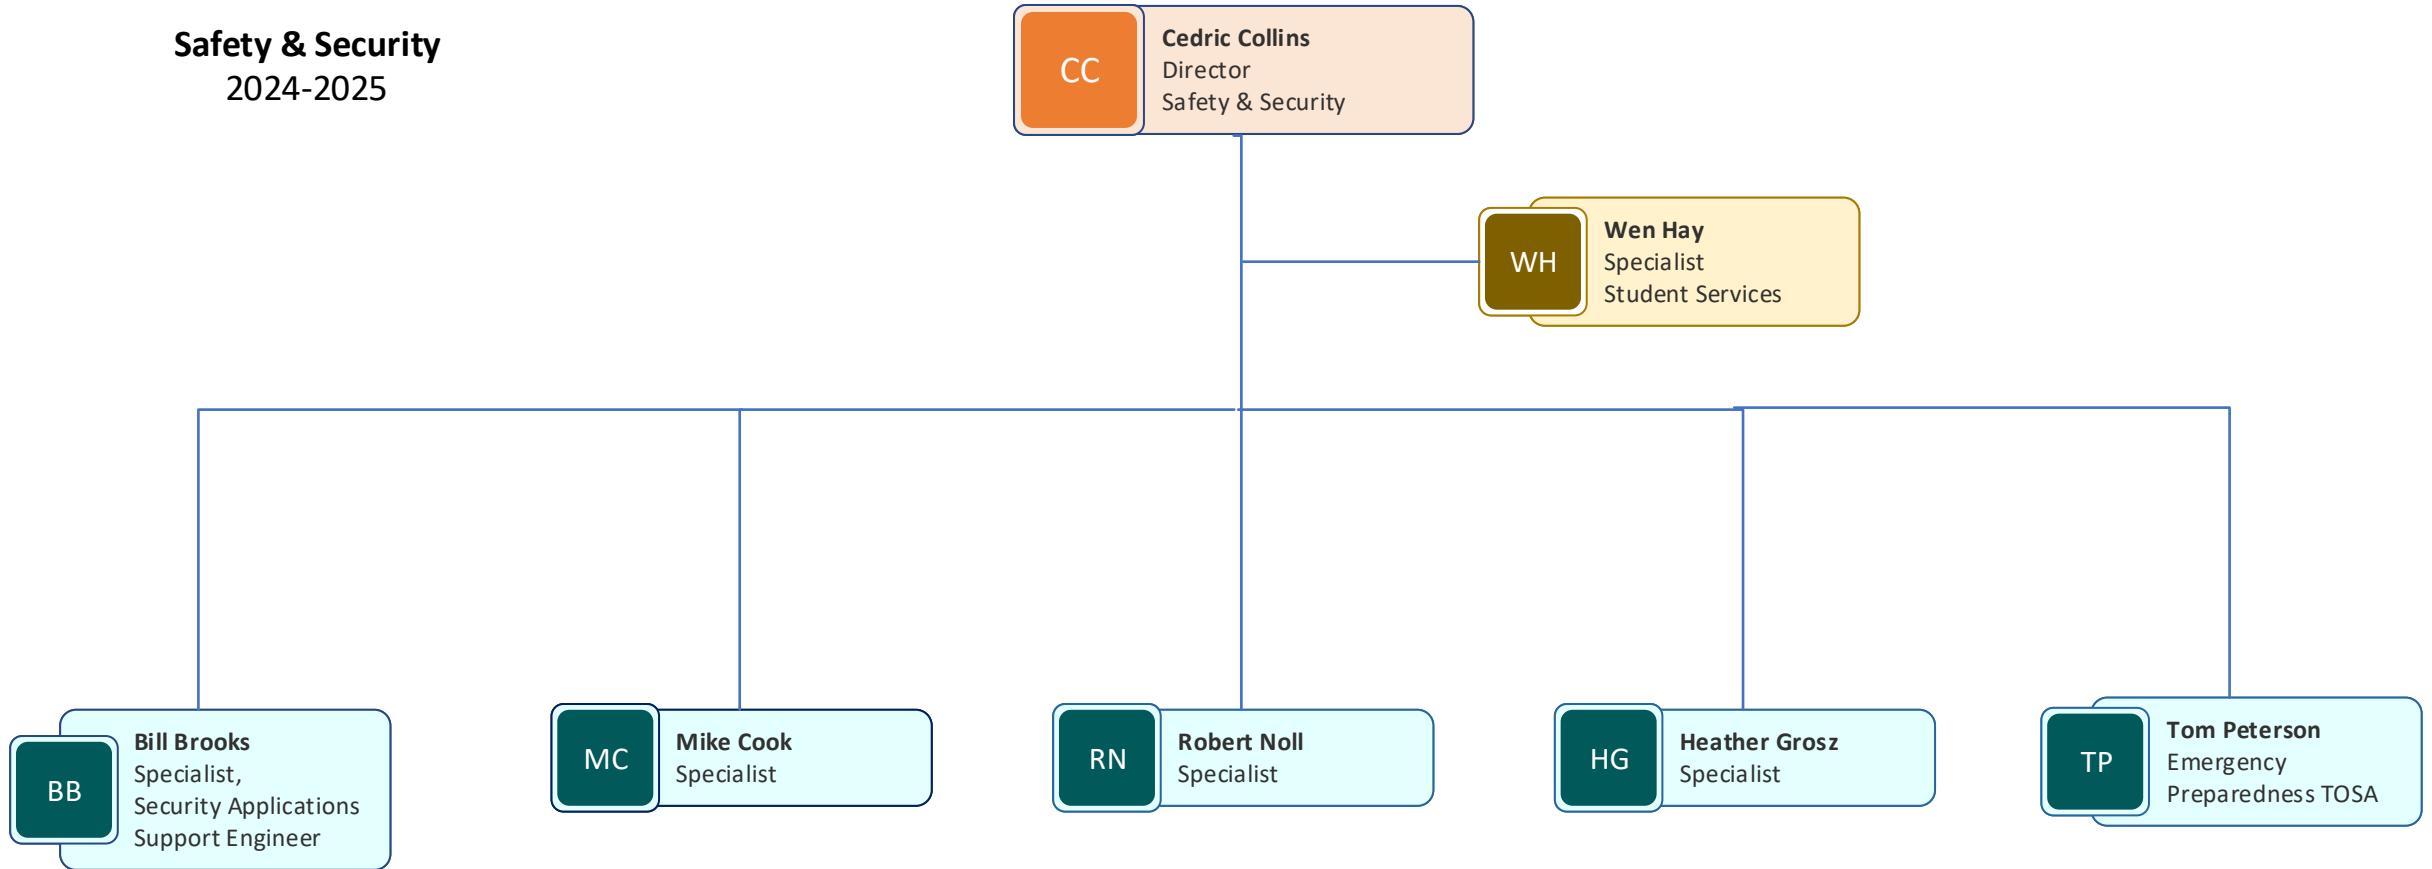 Safety & Security
2024-2025
CC
Cedric Collins
Director
Safety & Security
WH
Wen Hay
Specialist
Student Services
BB
Bill Brooks
Specialist,
Security Applications
Support Engineer
MC
Mike Cook
Specialist
RN
Robert Noll
Specialist
HG
Heather Grosz
Specialist
TP
Tom Peterson
Emergency
Preparedness TOSA